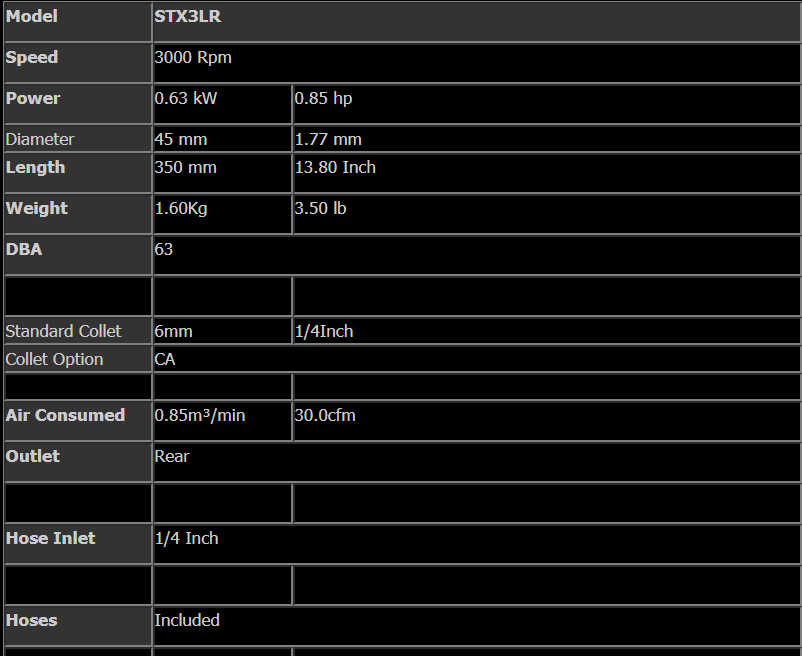 Model STX3LR
Speed 3000 Rpm
Power 0.63 kW 0.85 hp
Diameter 45 mm 1.77 mm
Length 350 mm 13.80 Inch
Weight 1.60Kg 3.50 lb
DBA 63
Standard Collet 6mm 1/4Inch
Collet Option CA
Air Consumed 0.85m³/min 30.0cfm
Outlet Rear
Hose Inlet 1/4 Inch
Hoses Included